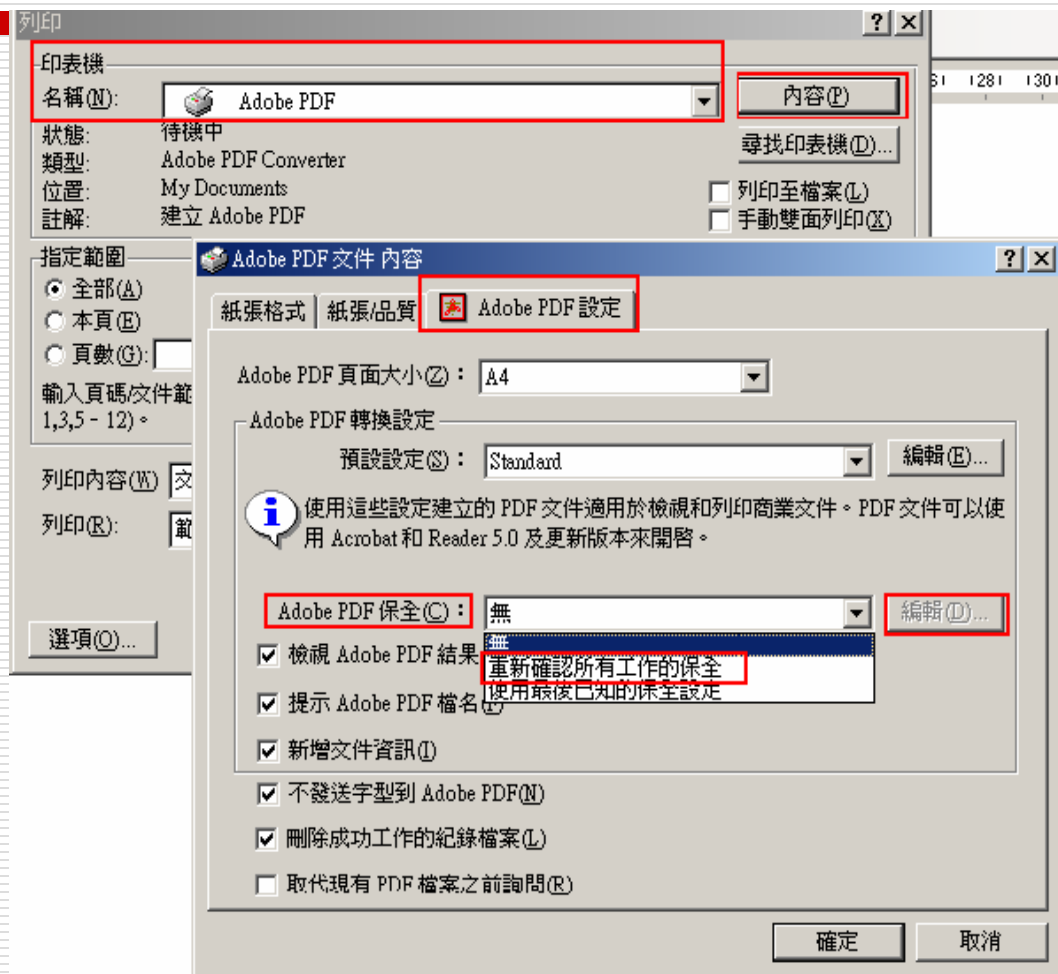 列印
印表機
名稱(N):
Adobe PDF
內容(P)
狀態:
待機中
尋找印表機(D)...
類型:
Adobe PDF Converter
位置:
My Documents
列印至檔案(L)
註解:
建立 Adobe PDF
手動雙面列印(X)
281
301
指定範圍
全部(A)
本頁(E)
頁數(G):
輸入頁碼/文件範
1,3,5 - 12)。
列印內容(W)
文
列印(R):
範
選項(O)...
Adobe PDF 文件 內容
紙張格式
紙張/品質
Adobe PDF 設定
Adobe PDF 頁面大小(Z)：
A4
Adobe PDF 轉換設定
預設設定(S)：
Standard
編輯(E)...
使用這些設定建立的 PDF 文件適用於檢視和列印商業文件。PDF 文件可以使
用 Acrobat 和 Reader 5.0 及更新版本來開啓。
Adobe PDF 保全(C)：
無
編輯(D)...
無
重新確認所有工作的保全
使用最後已知的保全設定
檢視 Adobe PDF 結果
提示 Adobe PDF 檔名(F)
新增文件資訊(I)
不發送字型到 Adobe PDF(N)
刪除成功工作的紀錄檔案(L)
取代現有 PDF 檔案之前詢問(R)
確定
取消